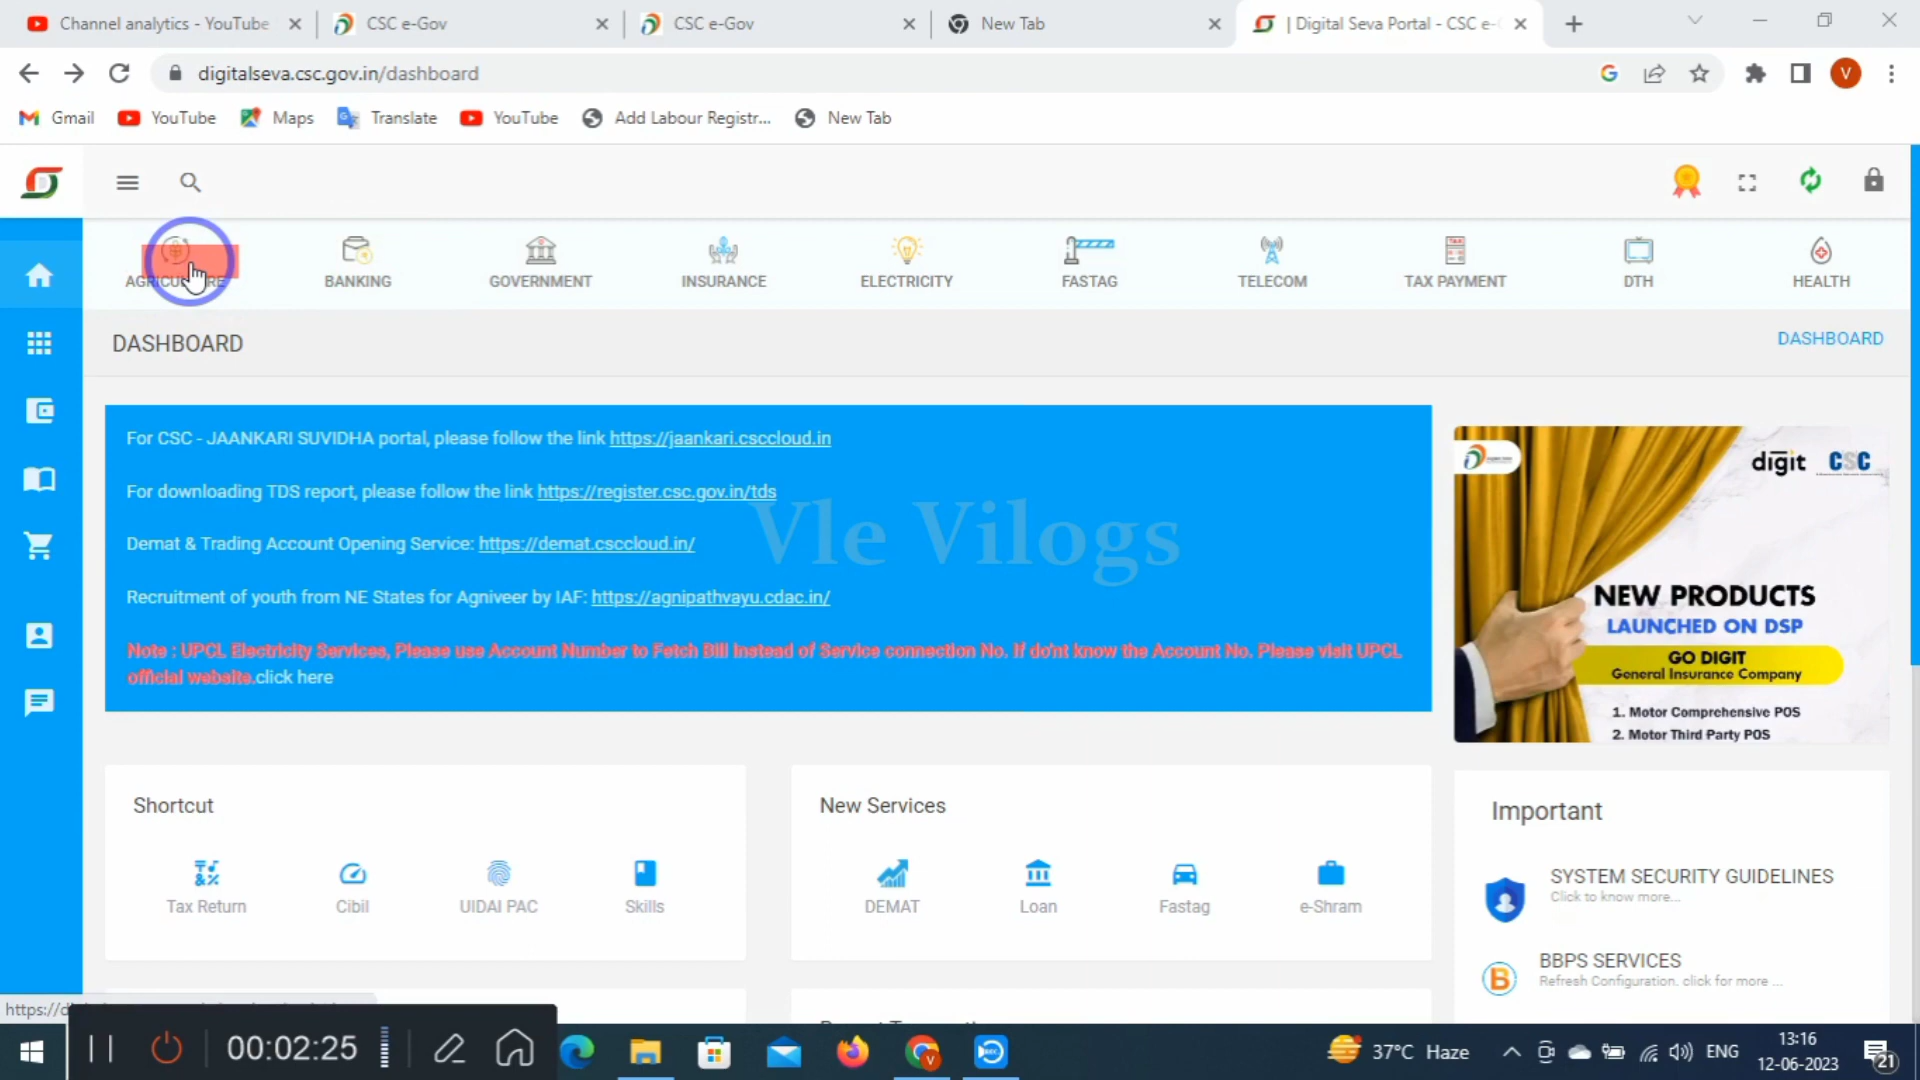 Channel analytics - YouTube
CSC e-Gov
CSC e-Gov
New Tab
| Digital Seva Portal - CSC e-
digitalseva.csc.gov.in/dashboard
V
Gmail
YouTube
Maps
Translate
YouTube
Add Labour Registr...
New Tab
AGRICULTURE
BANKING
GOVERNMENT
INSURANCE
ELECTRICITY
FASTAG
TELECOM
TAX PAYMENT
DTH
HEALTH
DASHBOARD
DASHBOARD
For CSC - JAANKARI SUVIDHA portal, please follow the link https://jaankari.csccloud.in
For downloading TDS report, please follow the link https://register.csc.gov.in/tds
Demat & Trading Account Opening Service: https://demat.csccloud.in/
Recruitment of youth from NE States for Agniveer by IAF: https://agnipathvayu.cdac.in/
Note : UPCL Electricity Services, Please use Account Number to Fetch Bill Instead of Service connection No. If do'nt know the Account No. Please visit UPCL
official website.click here
Vle Vilogs
digit CSC
NEW PRODUCTS
LAUNCHED ON DSP
GO DIGIT
General Insurance Company
1. Motor Comprehensive POS
2. Motor Third Party POS
Shortcut
Tax Return
Cibil
UIDAI PAC
Skills
New Services
DEMAT
Loan
Fastag
e-Shram
Important
SYSTEM SECURITY GUIDELINES
Click to know more...
BBPS SERVICES
Refresh Configuration. click for more ...
00:02:25
37°C Haze
ENG
13:16
12-06-2023
21